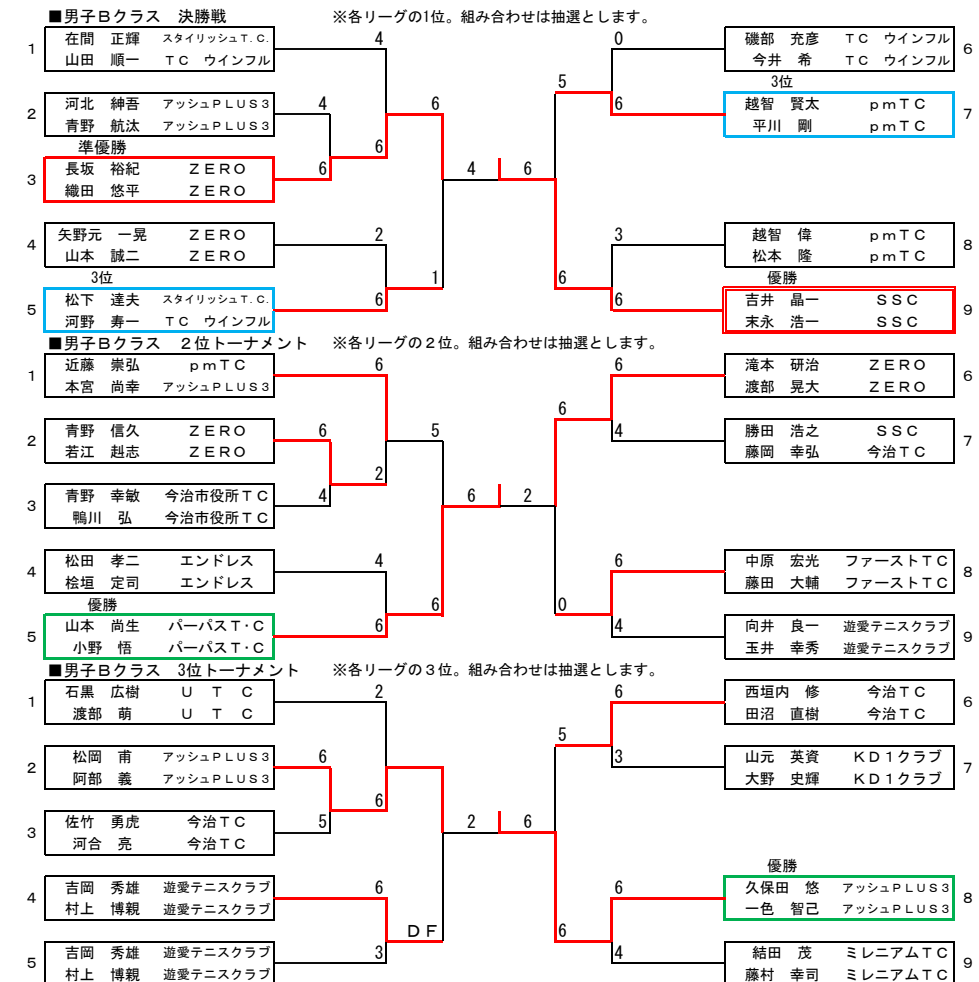 ■男子Ｂクラス　決勝戦　※各リーグの1位。組み合わせは抽選とします。
1 在間　正輝 スタイリッシュT.C.
山田　順一 ＴＣ　ウインフル
4
0
磯部　充彦 ＴＣ　ウインフル 6
今井　希 ＴＣ　ウインフル
2 河北　紳吾 アッシュＰＬＵＳ３
青野　航汰 アッシュＰＬＵＳ３
4
6
5
6
3位
越智　賢太 ｐｍＴＣ 7
平川　剛 ｐｍＴＣ
準優勝
3 長坂　裕紀 ＺＥＲＯ
織田　悠平 ＺＥＲＯ
6
6
4
6
4 矢野元　一晃 ＺＥＲＯ
山本　誠二 ＺＥＲＯ
2
3
越智　偉 ｐｍＴＣ 8
松本　隆 ｐｍＴＣ
3位
5 松下　達夫 スタイリッシュT.C.
河野　寿一 ＴＣ　ウインフル
6
1
6
6
優勝
吉井　晶一 ＳＳＣ 9
末永　浩一 ＳＳＣ
■男子Ｂクラス　２位トーナメント　※各リーグの２位。組み合わせは抽選とします。
1 近藤　崇弘 ｐｍＴＣ
本宮　尚幸 アッシュＰＬＵＳ３
6
6
滝本　研治 ＺＥＲＯ 6
渡部　晃大 ＺＥＲＯ
2 青野　信久 ＺＥＲＯ
若江　赳志 ＺＥＲＯ
6
5
6
4
勝田　浩之 ＳＳＣ 7
藤岡　幸弘 今治ＴＣ
3 青野　幸敏 今治市役所ＴＣ
鴨川　弘 今治市役所ＴＣ
4
2
6
2
4 松田　孝二 エンドレス
桧垣　定司 エンドレス
4
6
中原　宏光 ファーストＴＣ 8
藤田　大輔 ファーストＴＣ
優勝
5 山本　尚生 パーパスＴ・Ｃ
小野　悟 パーパスＴ・Ｃ
6
6
0
4
向井　良一 遊愛テニスクラブ 9
玉井　幸秀 遊愛テニスクラブ
■男子Ｂクラス　3位トーナメント　※各リーグの３位。組み合わせは抽選とします。
1 石黒　広樹 Ｕ　Ｔ　Ｃ
渡部　萌 Ｕ　Ｔ　Ｃ
2
6
西垣内　修 今治ＴＣ 6
田沼　直樹 今治ＴＣ
2 松岡　甫 アッシュＰＬＵＳ３
阿部　義 アッシュＰＬＵＳ３
6
5
3
山元　英資 ＫＤ１クラブ 7
大野　史輝 ＫＤ１クラブ
3 佐竹　勇虎 今治ＴＣ
河合　亮 今治ＴＣ
5
6
2
6
4 吉岡　秀雄 遊愛テニスクラブ
村上　博親 遊愛テニスクラブ
6
6
優勝
久保田　悠 アッシュＰＬＵＳ３ 8
一色　智己 アッシュＰＬＵＳ３
5 吉岡　秀雄 遊愛テニスクラブ
村上　博親 遊愛テニスクラブ
3
ＤＦ
6
4
結田　茂 ミレニアムＴＣ 9
藤村　幸司 ミレニアムＴＣ